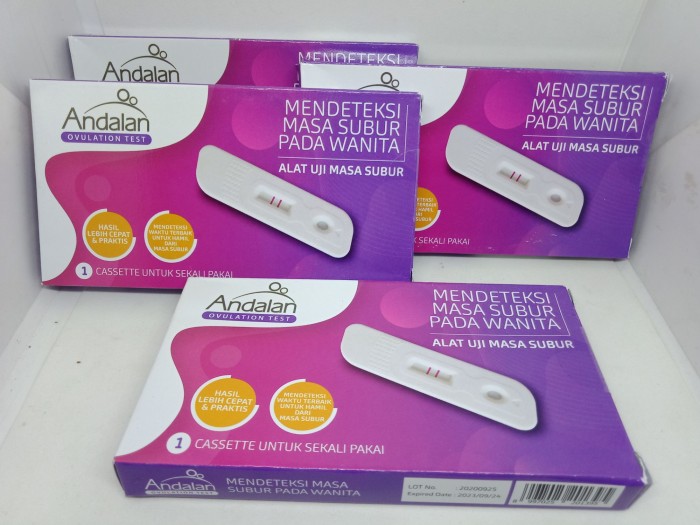 Andalan
MENDETEKSI
Andalan
OVULATION TEST
MENDETEKSI
MASA SUBUR
PADA WANITA
ALAT UJI MASA SUBUR
HASIL
LEBIH CEPAT
& PRAKTIS
MENDETEKSI
WAKTU TERBAIK
UNTUK HAMIL
DARI
MASA SUBUR
1 CASSETTE UNTUK SEKALI PAKAI
MENDETEKSI
MASA SUBUR
PADA WANITA
ALAT UJI MASA SUBUR
SEKALI PAKAI
Andalan
OVULATION TEST
MENDETEKSI
MASA SUBUR
PADA WANITA
ALAT UJI MASA SUBUR
HASIL
LEBIH CEPAT
& PRAKTIS
MENDETEKSI
WAKTU TERBAIK
UNTUK HAMIL
DARI
MASA SUBUR
1 CASSETTE UNTUK SEKALI PAKAI
Andalan
OVULATION TEST
MENDETEKSI MASA
SUBUR PADA WANITA
LOT No. : 20200925
Expired Date : 2023/09/24